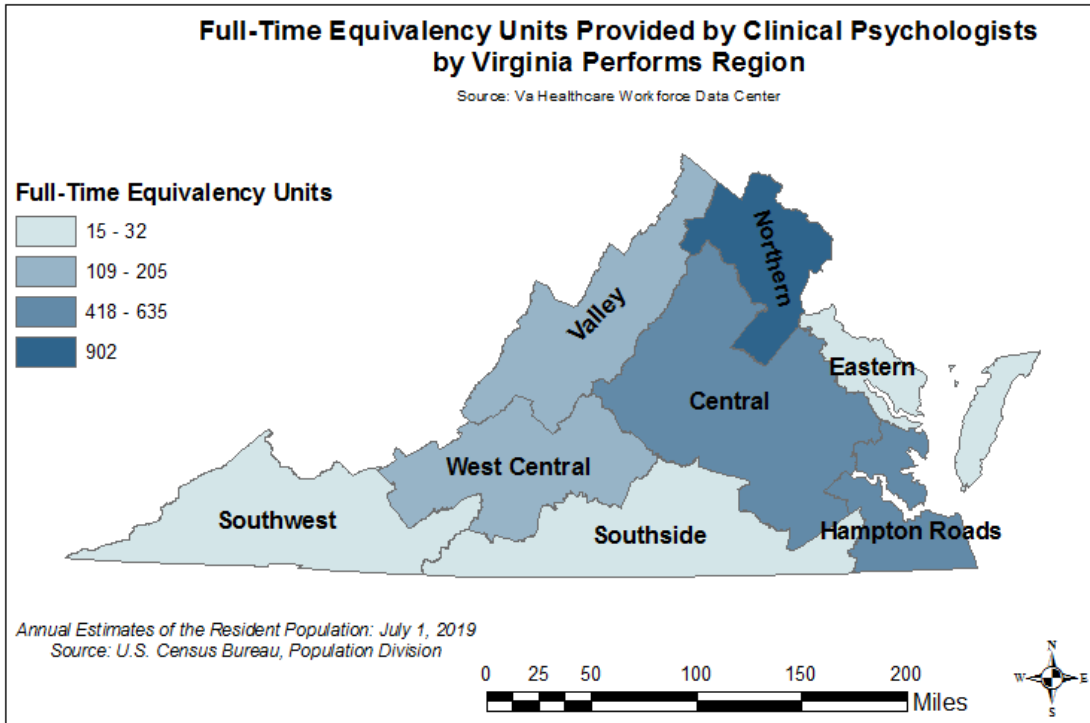 Full-Time Equivalency Units Provided by Clinical Psychologists
by Virginia Performs Region
Source: Va Healthcare Workforce Data Center
Full-Time Equivalency Units
15 - 32
109 - 205
418 - 635
902
Northern
Valley
Eastern
Central
West Central
Southwest
Southside
Hampton Roads
Annual Estimates of the Resident Population: July 1, 2019
Source: U.S. Census Bureau, Population Division
0 25 50 100 150 200
Miles
N
W E
S